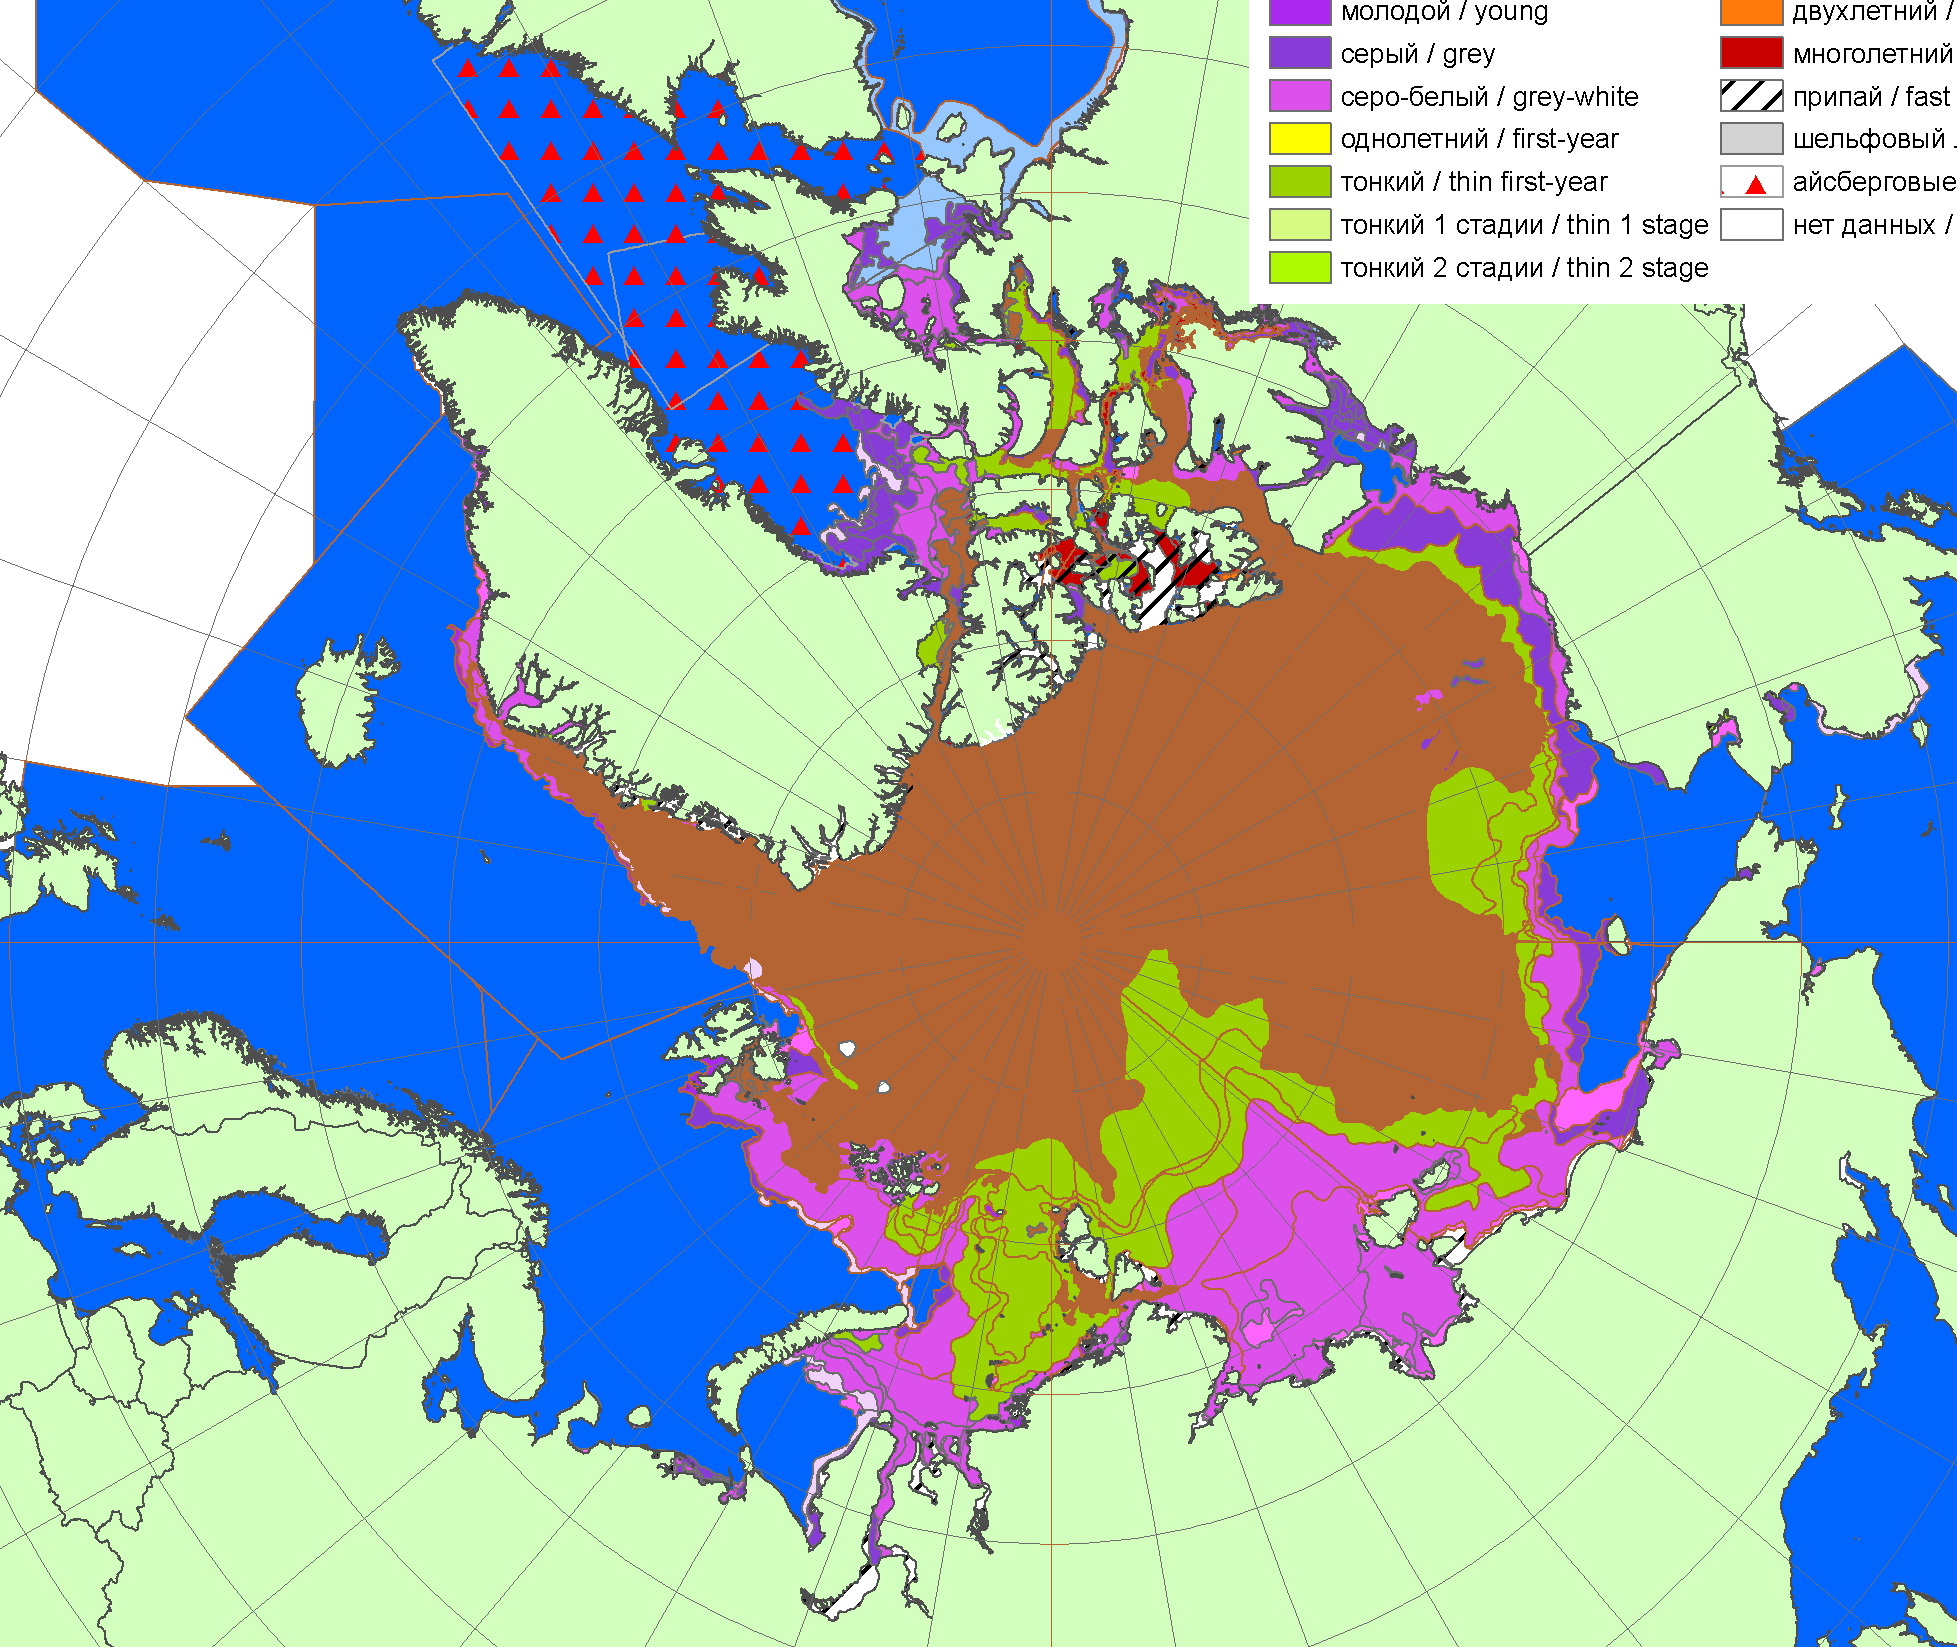 молодой / young
серый / grey
серо-белый / grey-white
однолетний / first-year
тонкий / thin first-year
тонкий 1 стадии / thin 1 stage
тонкий 2 стадии / thin 2 stage
двухлетний /
многолетний
припай / fast
шельфовый
айсберговые
нет данных /